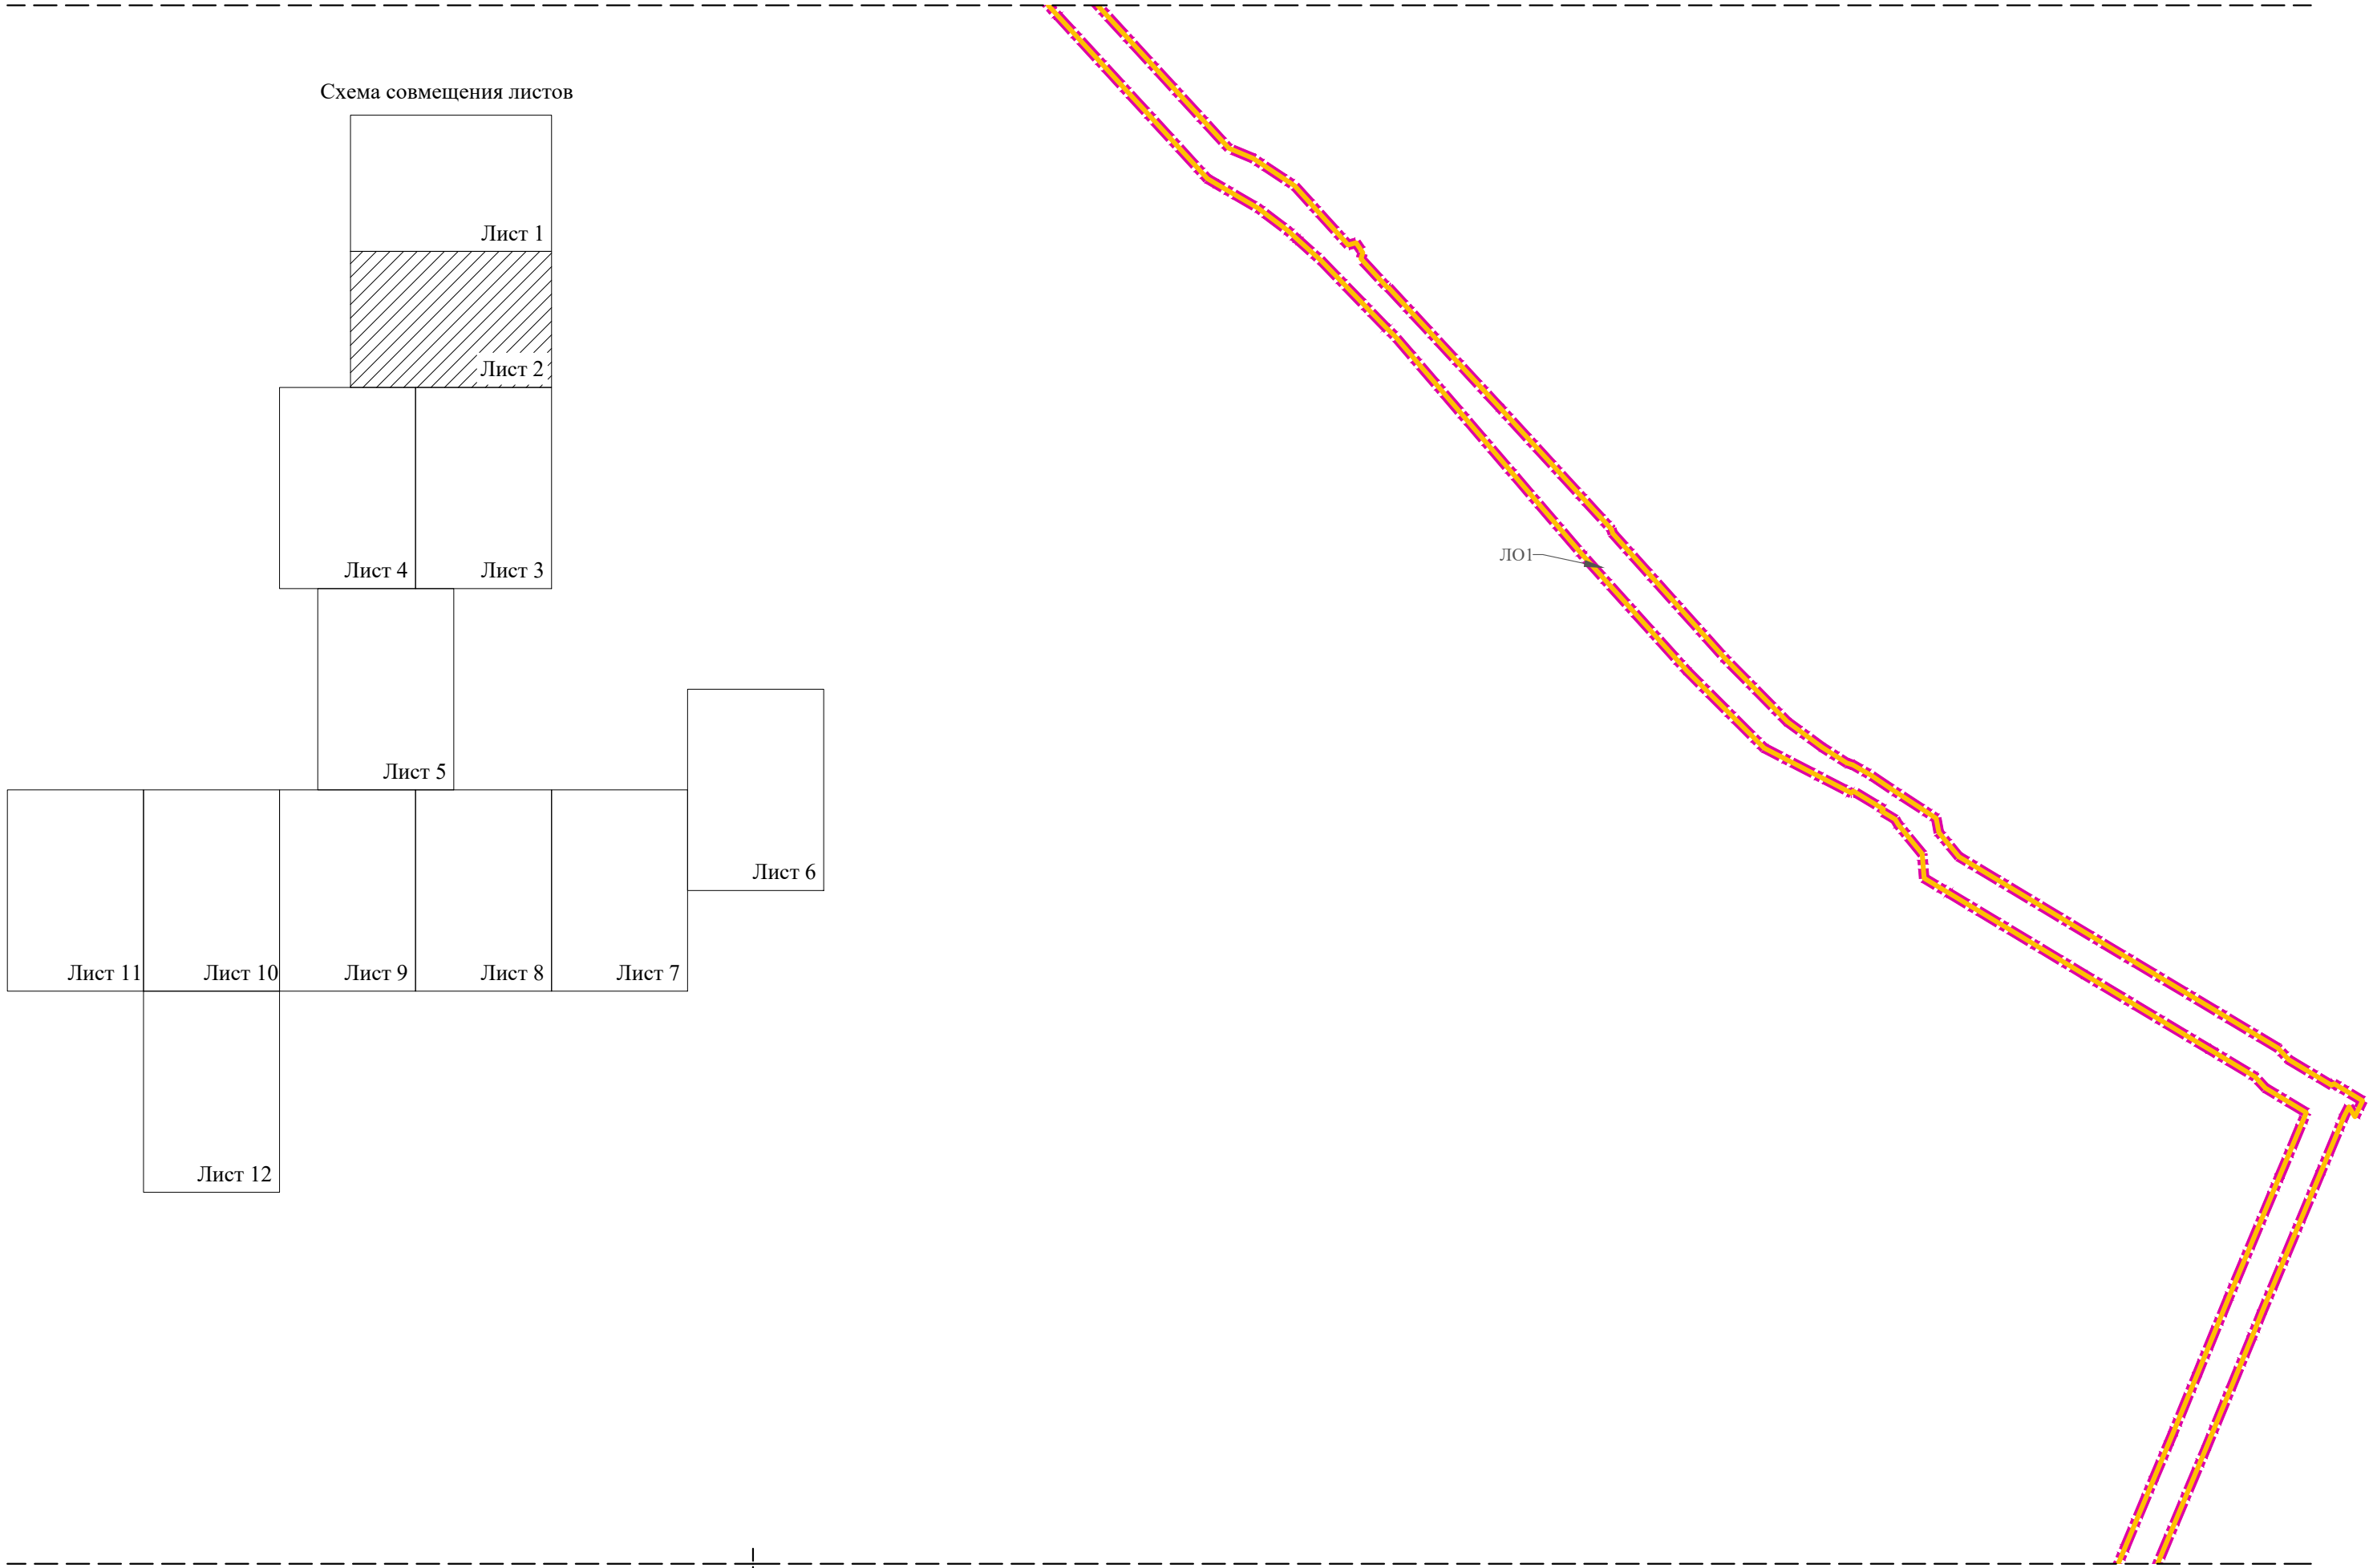 Схема совмещения листов
Лист 1
Лист 2
ЛО1
Лист 4
Лист 3
Лист 5
Лист 6
Лист 11
Лист 10
Лист 9
Лист 8
Лист 7
Лист 12